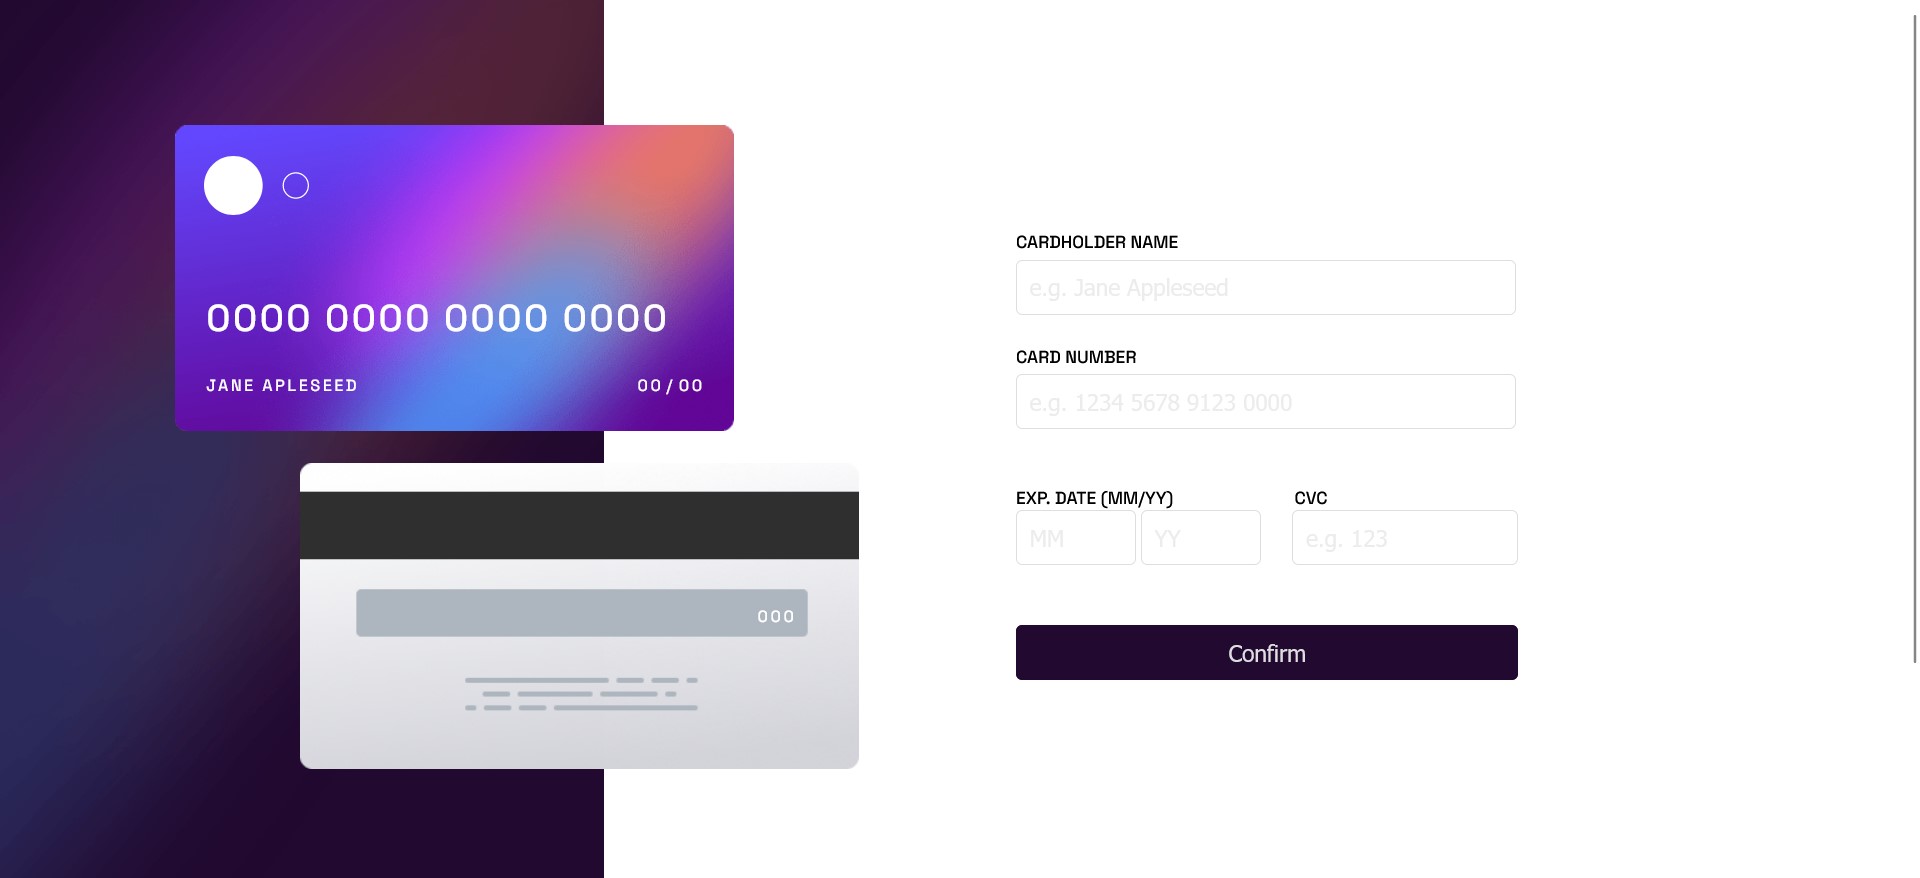 0000 0000 0000 0000
JANE APLESEED 00/00
000
CARDHOLDER NAME
e.g. Jane Appleseed
CARD NUMBER
e.g. 1234 5678 9123 0000
EXP. DATE (MM/YY) CVC
MM YY e.g. 123
Confirm